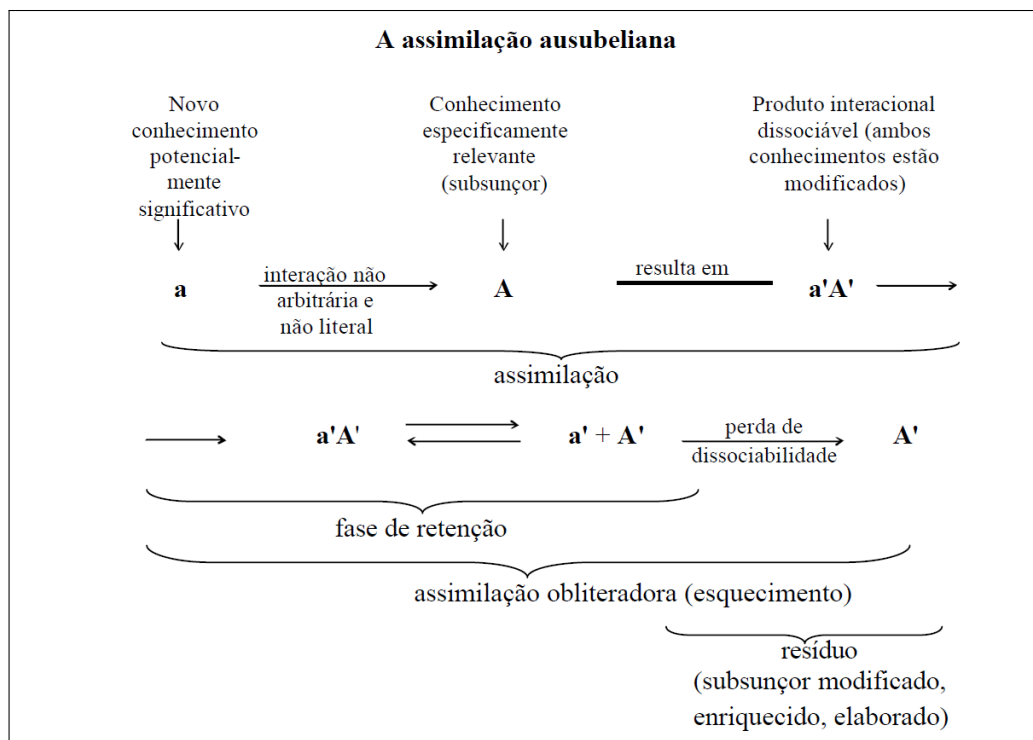 A assimilação ausubeliana
Novo
conhecimento
potencial-
mente
significativo
Conhecimento
especificamente
relevante
(subsunçor)
Produto interacional
dissociável (ambos
conhecimentos estão
modificados)
a
interação não
arbitrária e
não literal
A
resulta em
a'A'
assimilação
a'A'
a' + A'
perda de
dissociabilidade
A'
fase de retenção
assimilação obliteradora (esquecimento)
resíduo
(subsunçor modificado,
enriquecido, elaborado)